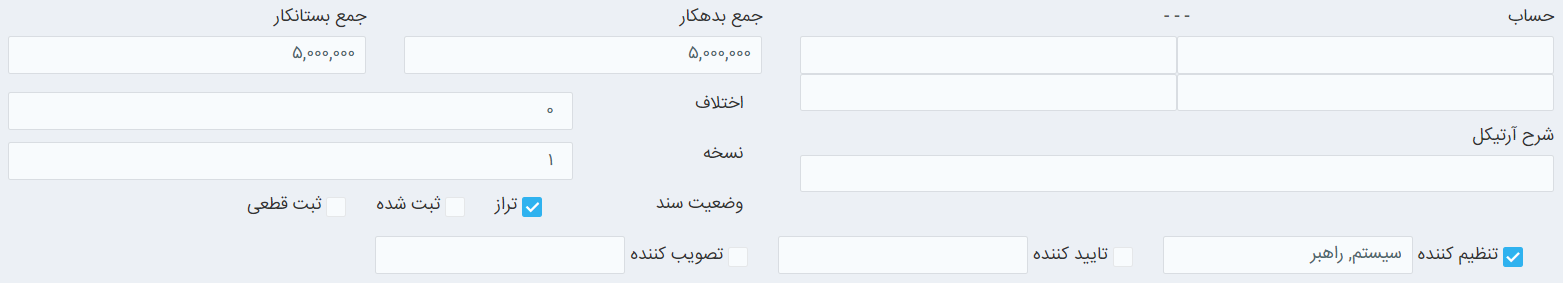 حساب
- - -
جمع بدهکار
جمع بستانکار
۵,۰۰۰,۰۰۰
۵,۰۰۰,۰۰۰
اختلاف
۰
شرح آرتیکل
نسخه
۱
وضعیت سند
تراز
ثبت شده
ثبت قطعی
تنظیم کننده
سیستم, راهبر
تایید کننده
تصویب کننده